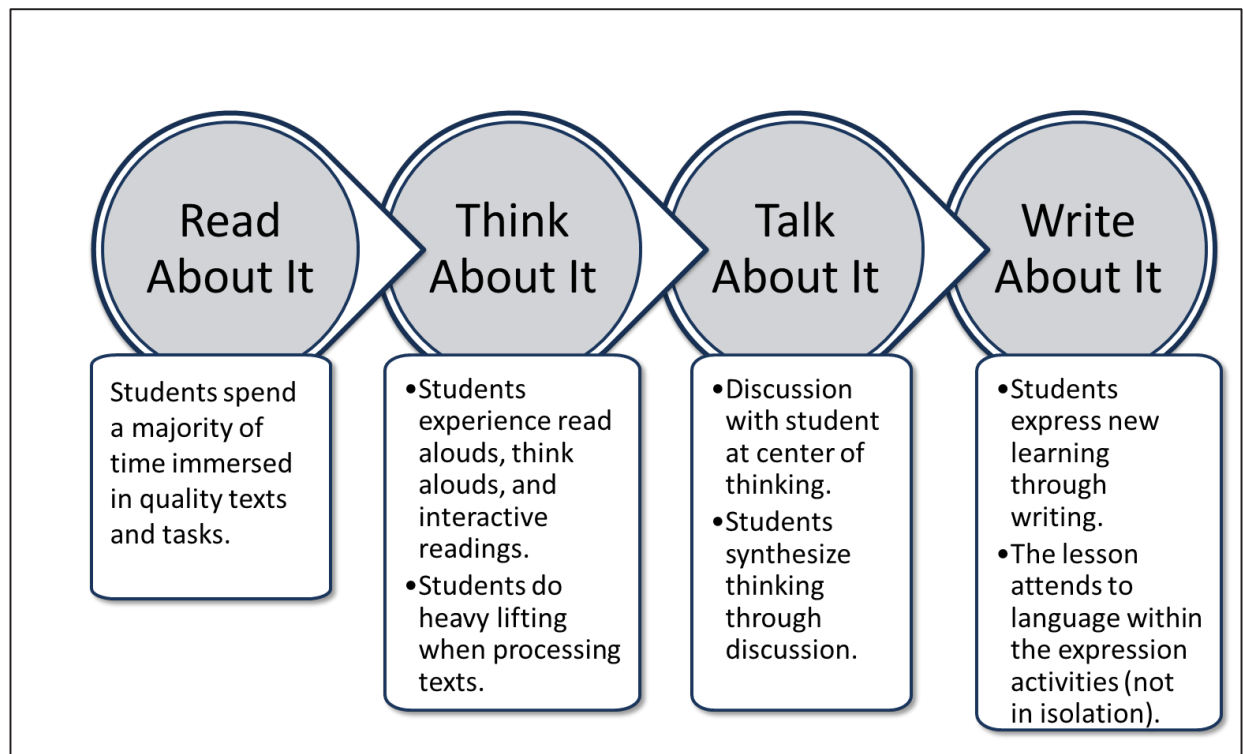 Read
About It
Think
About It
Talk
About It
Write
About It
Students spend
a majority of
time immersed
in quality texts
and tasks.
•Students
experience read
alouds, think
alouds, and
interactive
readings.
•Students do
heavy lifting
when processing
texts.
•Discussion
with student
at center of
thinking.
•Students
synthesize
thinking
through
discussion.
•Students
express new
learning
through
writing.
•The lesson
attends to
language within
the expression
activities (not
in isolation).